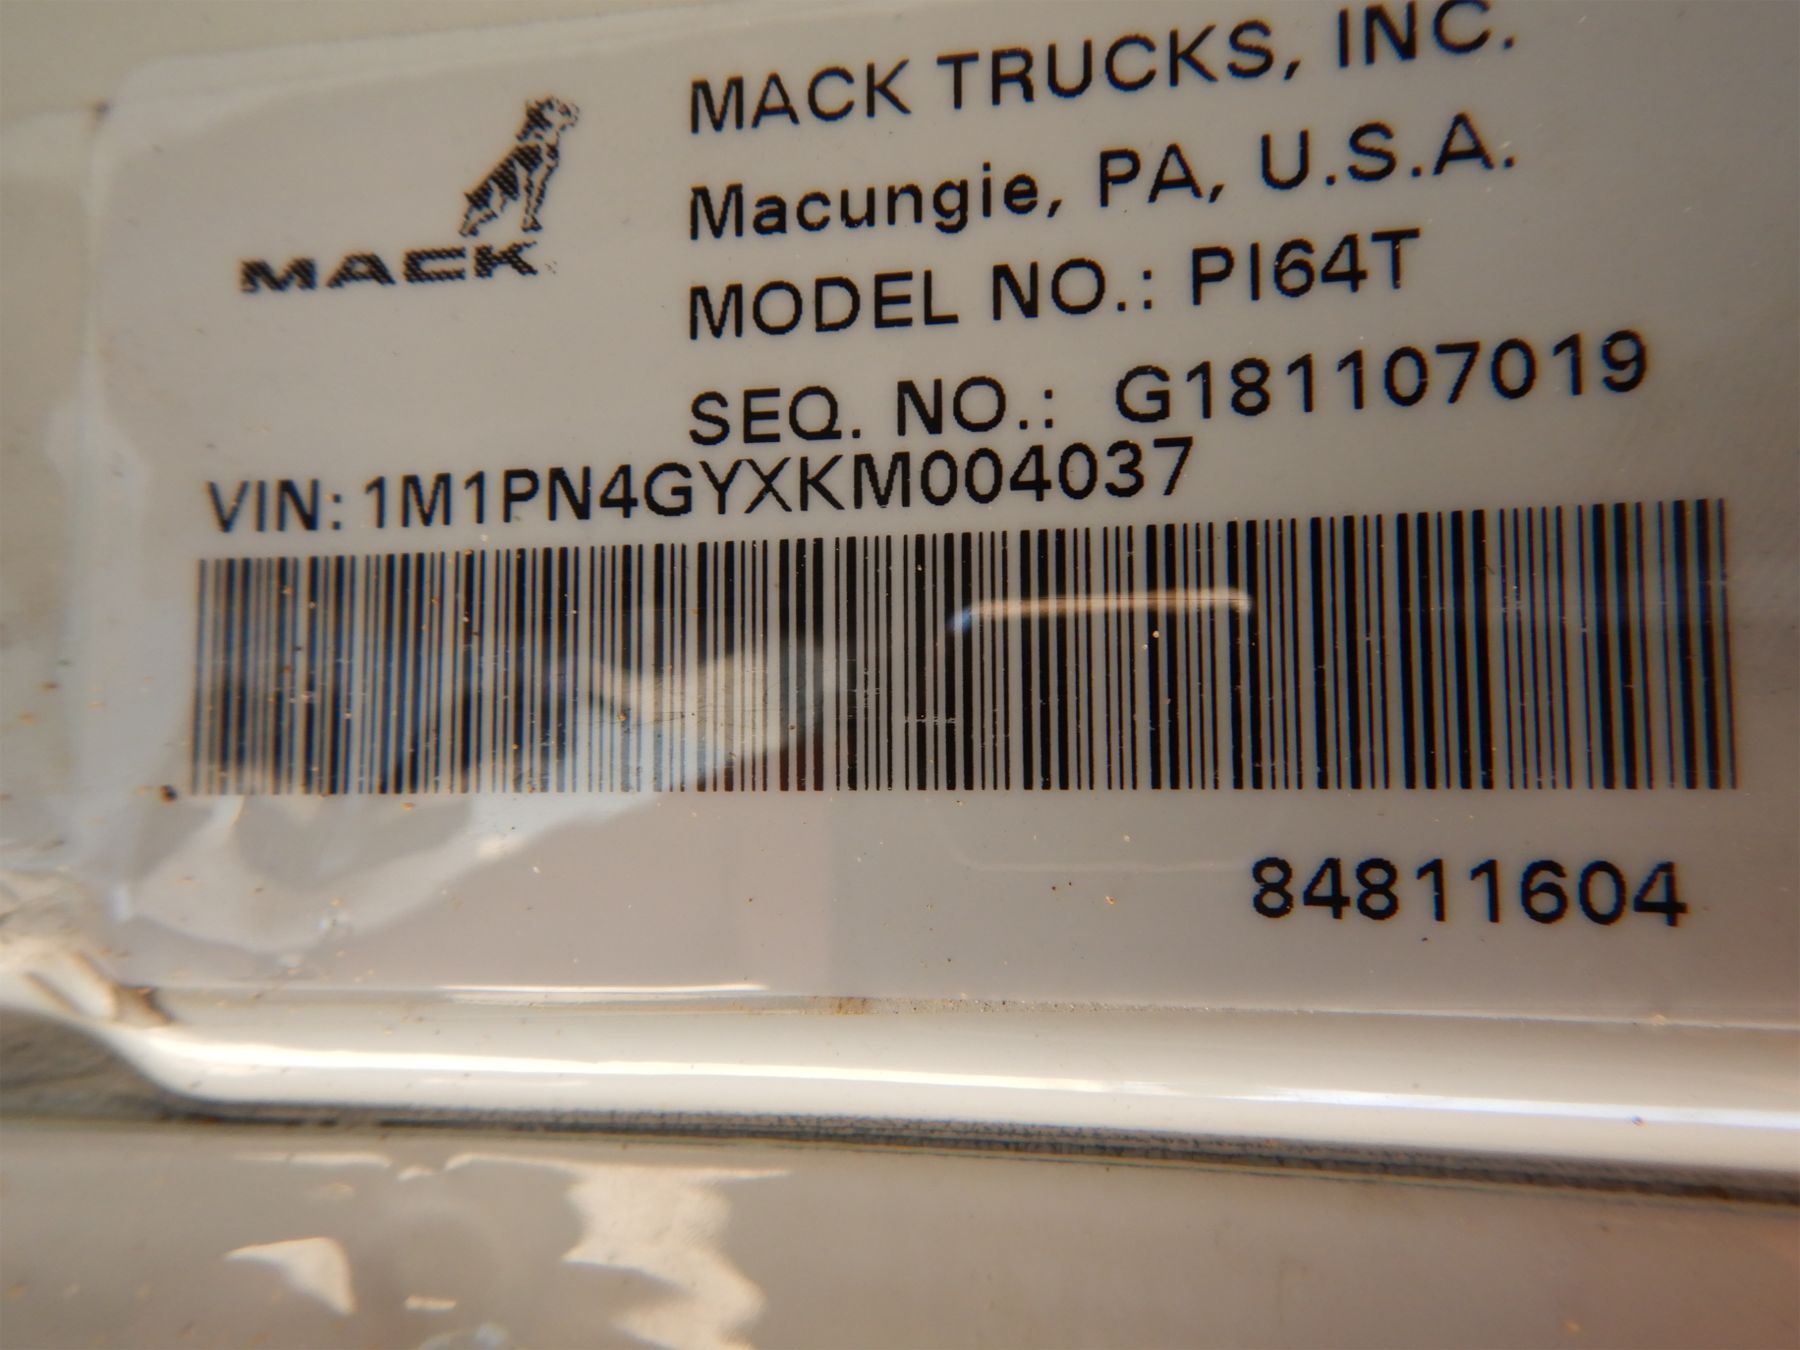 MACK
MACK TRUCKS, INC.
Macungie, PA, U.S.A.
MODEL NO.: PI64T
SEQ. NO.: G181107019
VIN: 1M1PN4GYXKM004037
84811604